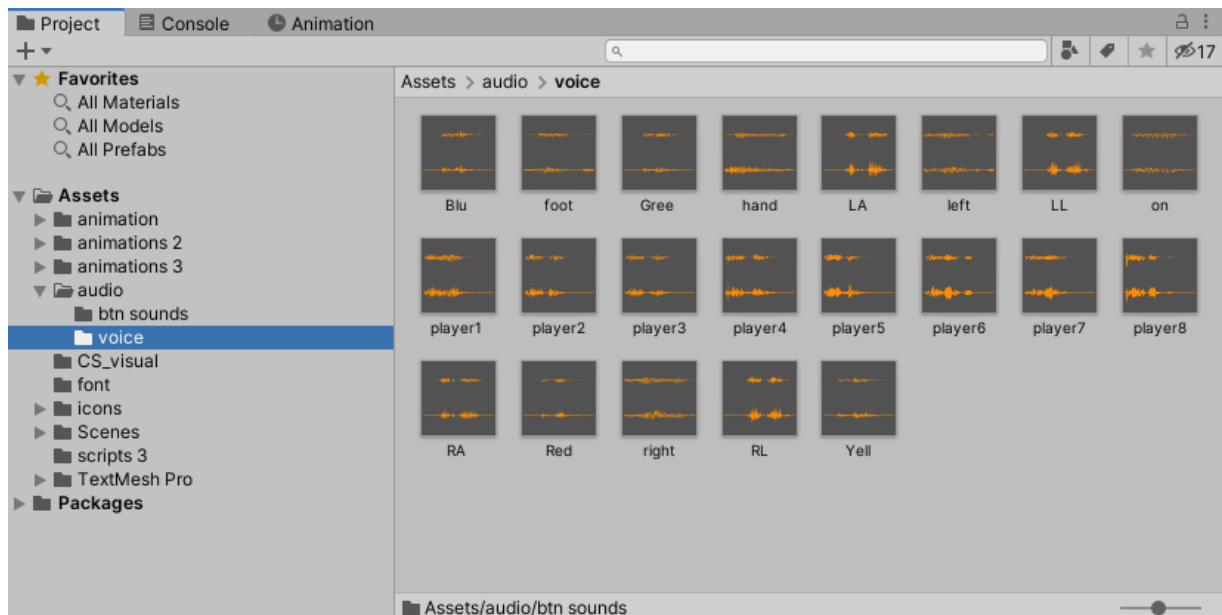 Project Console Animation
17
Favorites
All Materials
All Models
All Prefabs
Assets
animation
animations 2
animations 3
audio
btn sounds
voice
CS_visual
font
icons
Scenes
scripts 3
TextMesh Pro
Packages
Assets > audio > voice
Blu foot Gree hand LA left LL on
player1 player2 player3 player4 player5 player6 player7 player8
RA Red right RL Yell
Assets/audio/btn sounds